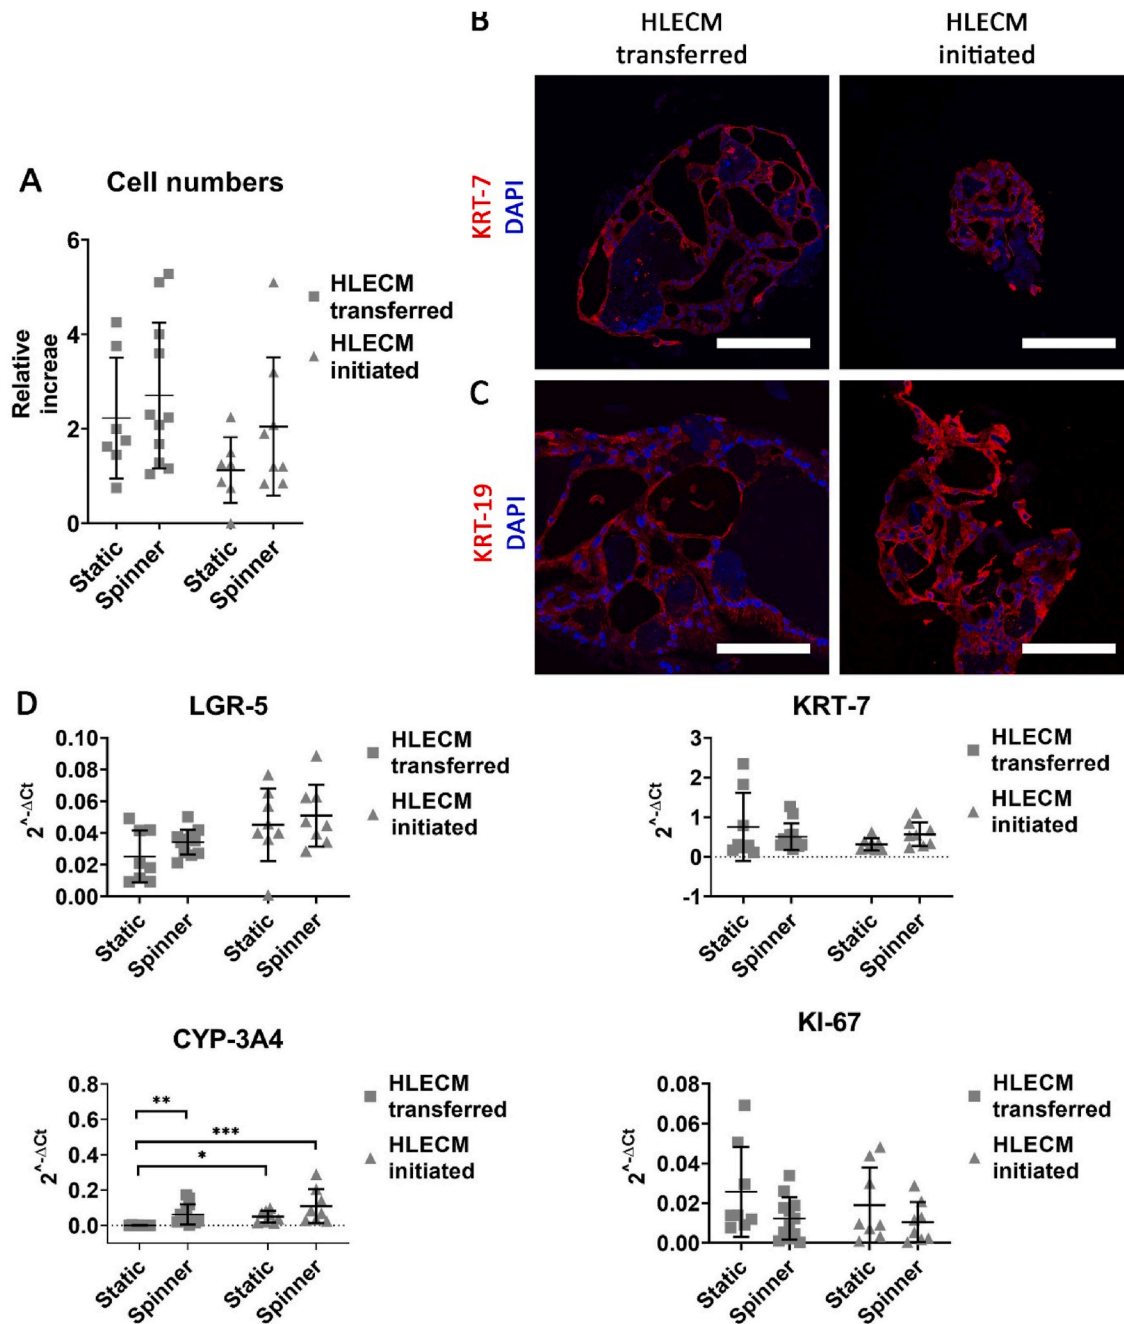 B
HLECM
transferred
HLECM
initiated
KRT-7
DAPI
A
Cell numbers
Relative
increae
6
4
2
0
HLECM
transferred
HLECM
initiated
Static
Spinner
Static
Spinner
C
KRT-19
DAPI
D
LGR-5
2^-ΔCt
0.10
0.08
0.06
0.04
0.02
0.00
HLECM
transferred
HLECM
initiated
Static
Spinner
Static
Spinner
KRT-7
2^-ΔCt
3
2
1
0
-1
HLECM
transferred
HLECM
initiated
Static
Spinner
Static
Spinner
CYP-3A4
2^-ΔCt
0.8
0.6
0.4
0.2
0.0
**
***
*
HLECM
transferred
HLECM
initiated
Static
Spinner
Static
Spinner
KI-67
2^-ΔCt
0.08
0.06
0.04
0.02
0.00
HLECM
transferred
HLECM
initiated
Static
Spinner
Static
Spinner